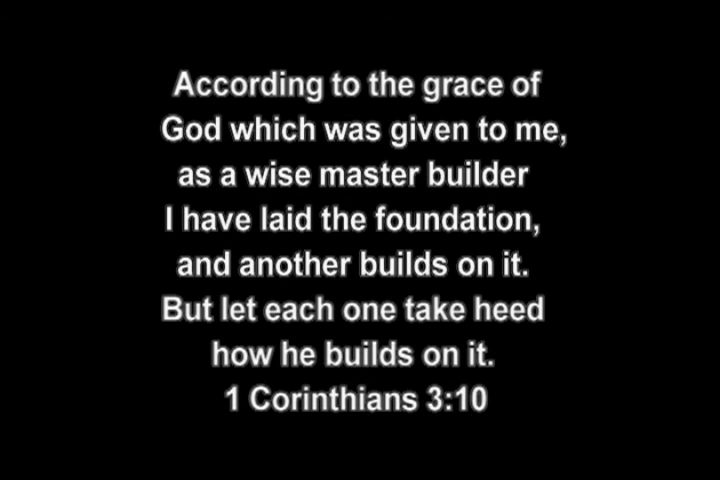 According to the grace of
God which was given to me,
as a wise master builder
I have laid the foundation,
and another builds on it.
But let each one take heed
how he builds on it.
1 Corinthians 3:10